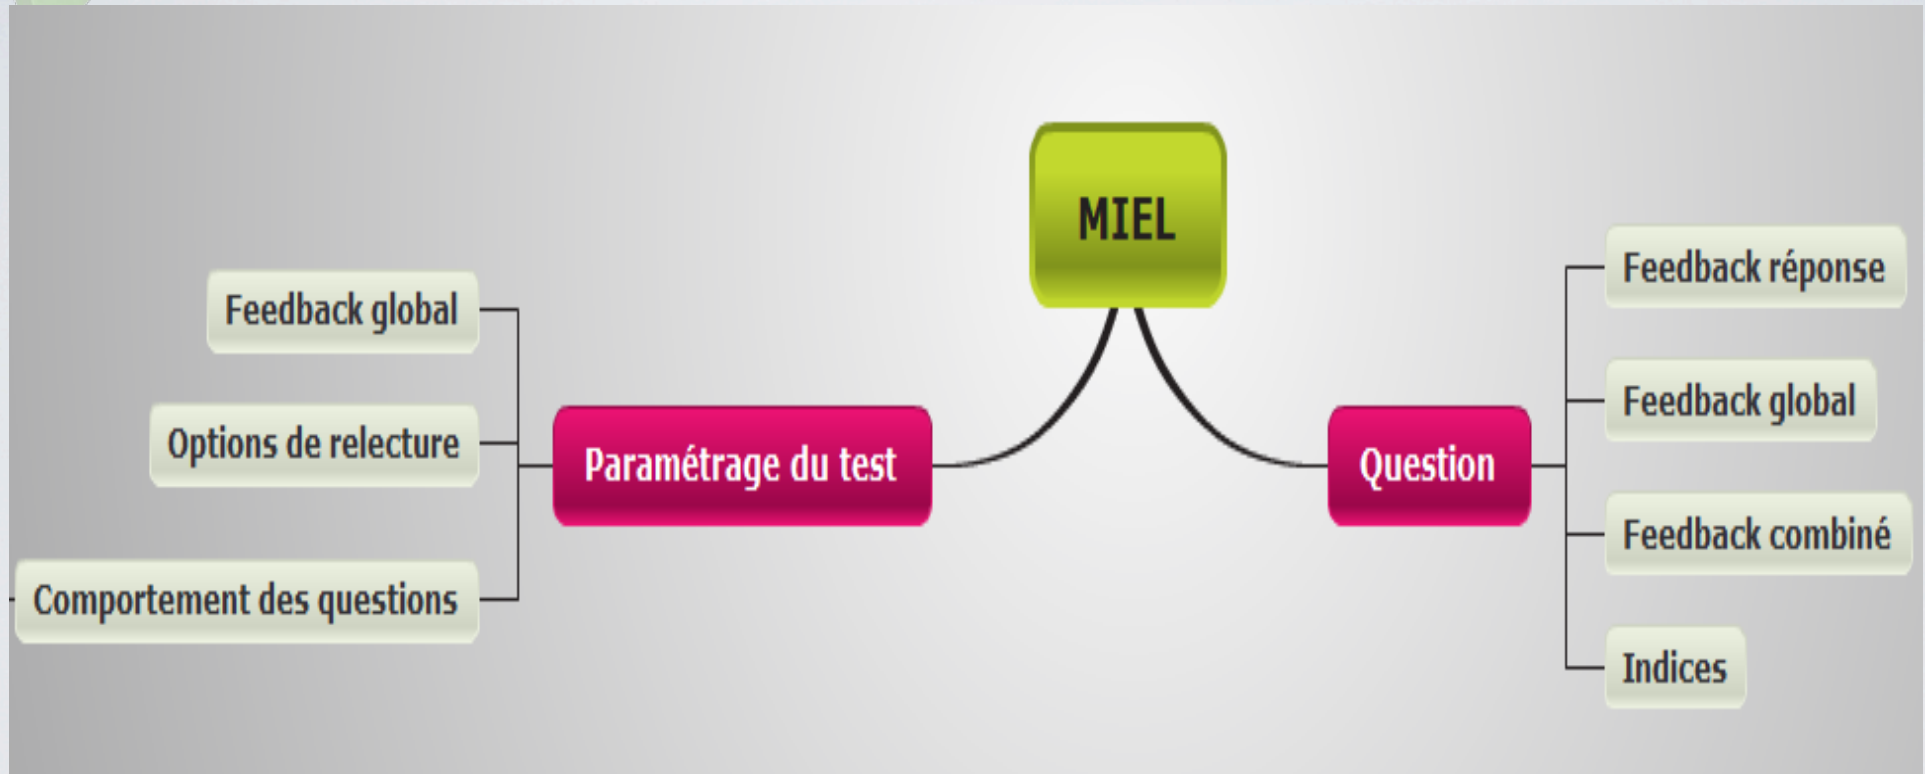 MIEL
Paramétrage du test
Feedback global
Options de relecture
Comportement des questions
Question
Feedback réponse
Feedback global
Feedback combiné
Indices